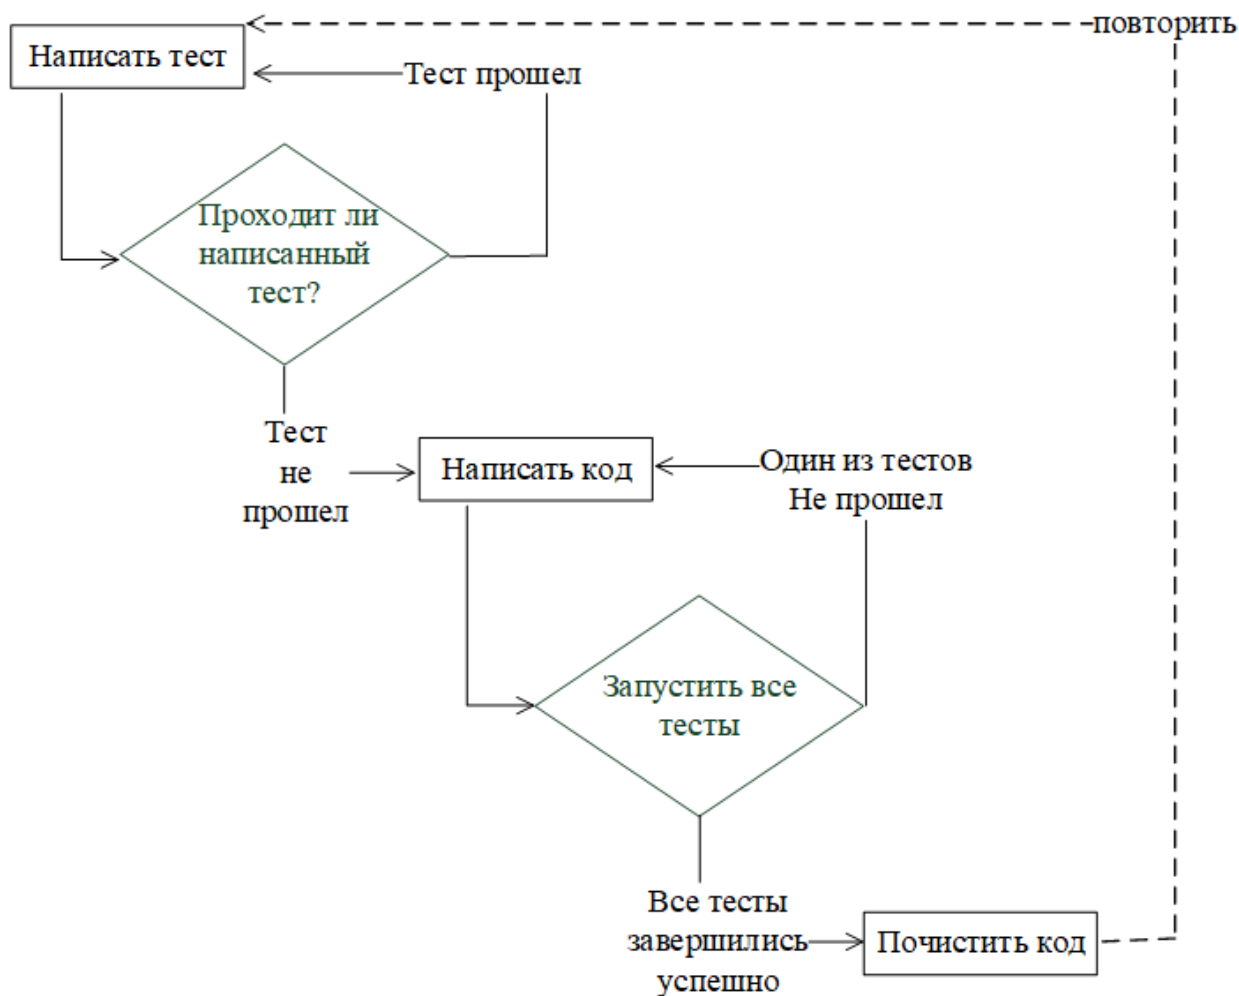 повторить
Написать тест
Тест прошел
Проходит ли
написанный
тест?
Тест
не
прошел
Написать код
Один из тестов
Не прошел
Запустить все
тесты
Все тесты
завершились
успешно
Почистить код